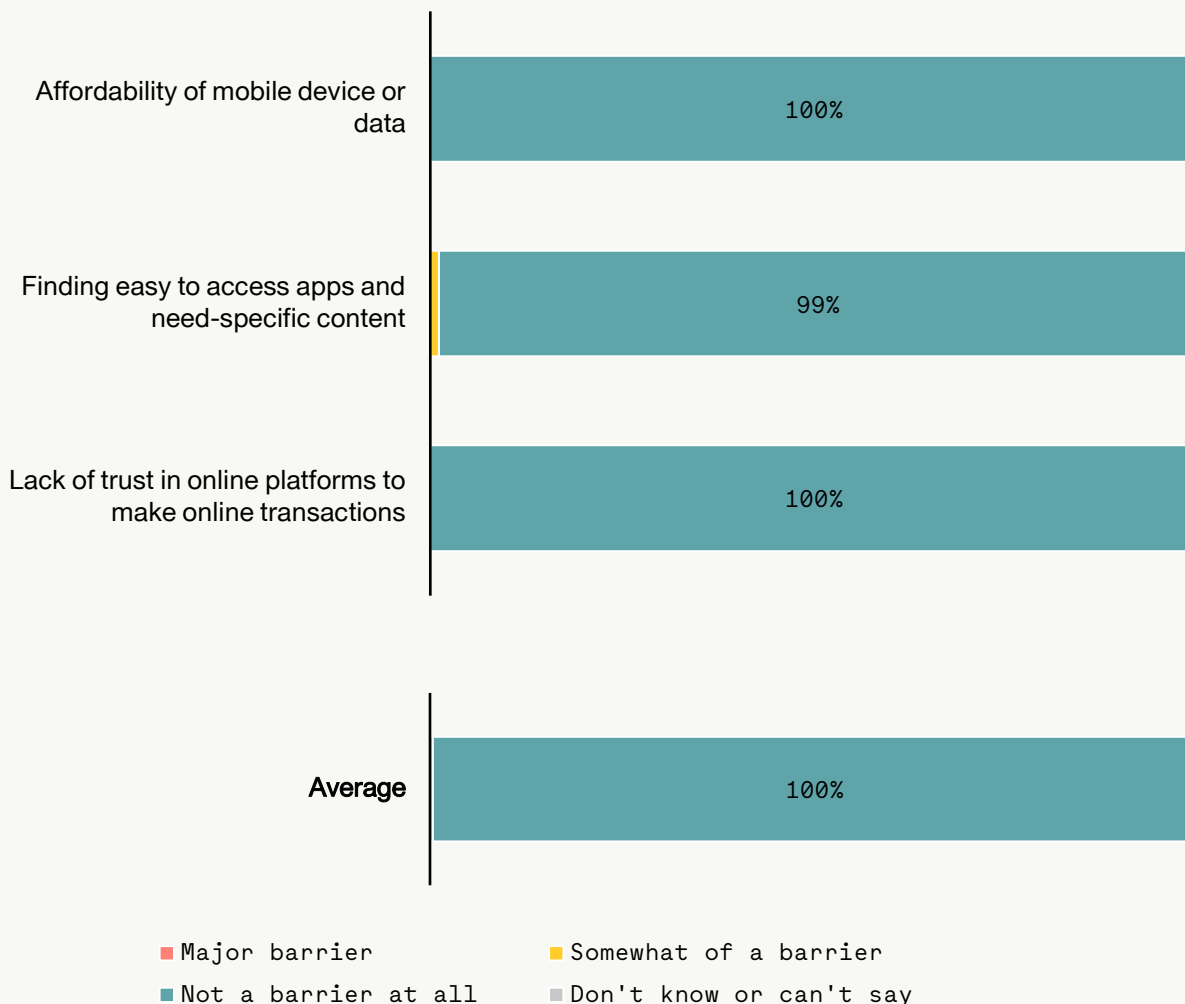 Affordability of mobile device or
data
100%
Finding easy to access apps and
need-specific content
99%
Lack of trust in online platforms to
make online transactions
100%
Average
100%
Major barrier
Somewhat of a barrier
Not a barrier at all
Don't know or can't say